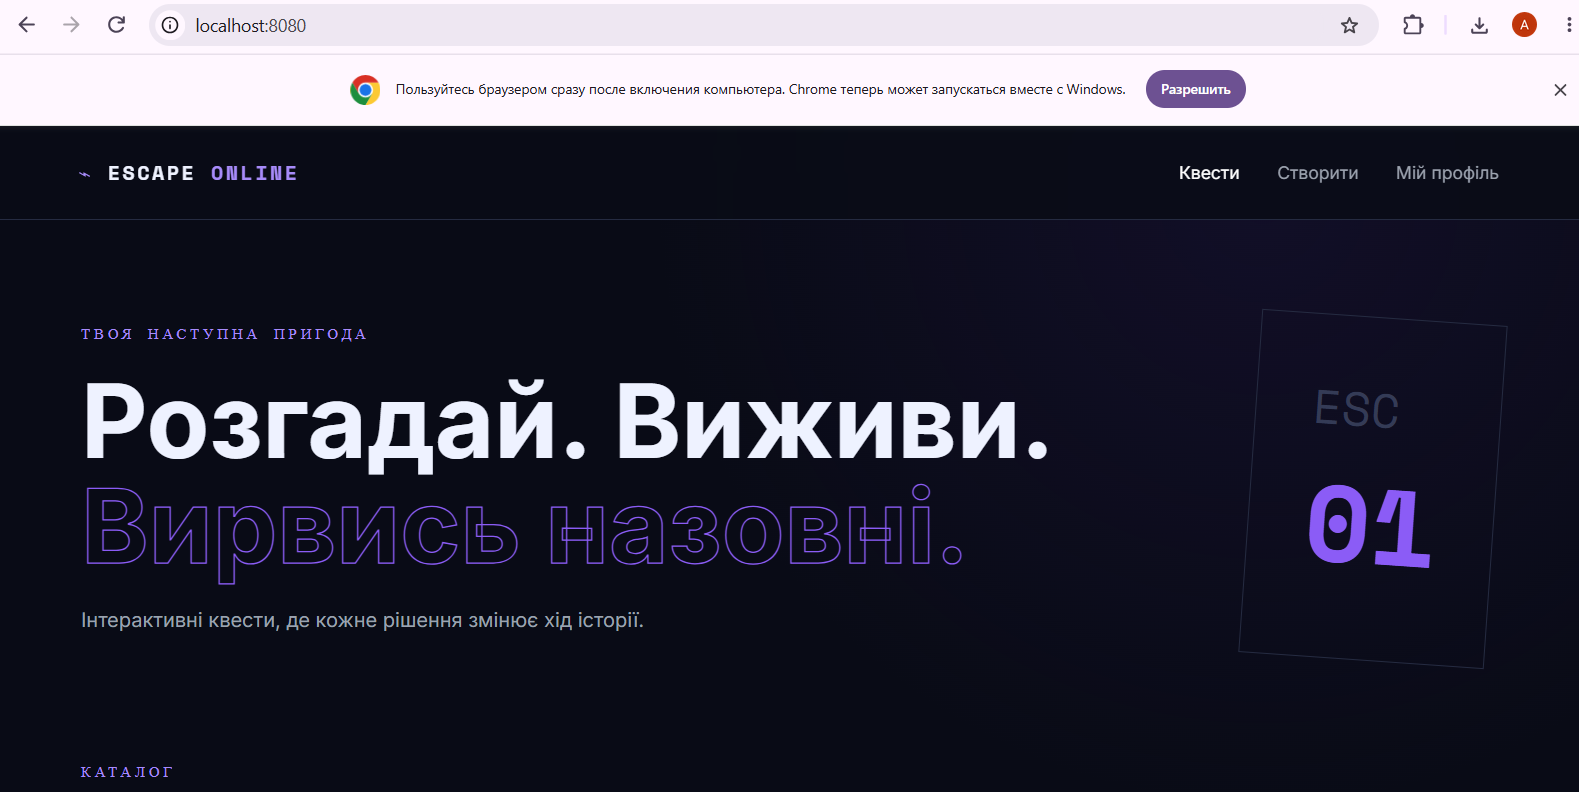 localhost:8080
A
Пользуйтесь браузером сразу после включения компьютера. Chrome теперь может запускаться вместе с Windows.
Разрешить
ESCAPE ONLINE
Квести
Створити
Мій профіль
ТВОЯ НАСТУПНА ПРИГОДА
Розгадай. Виживи.
Вирвись назовні.
Інтерактивні квести, де кожне рішення змінює хід історії.
ESC
01
КАТАЛОГ